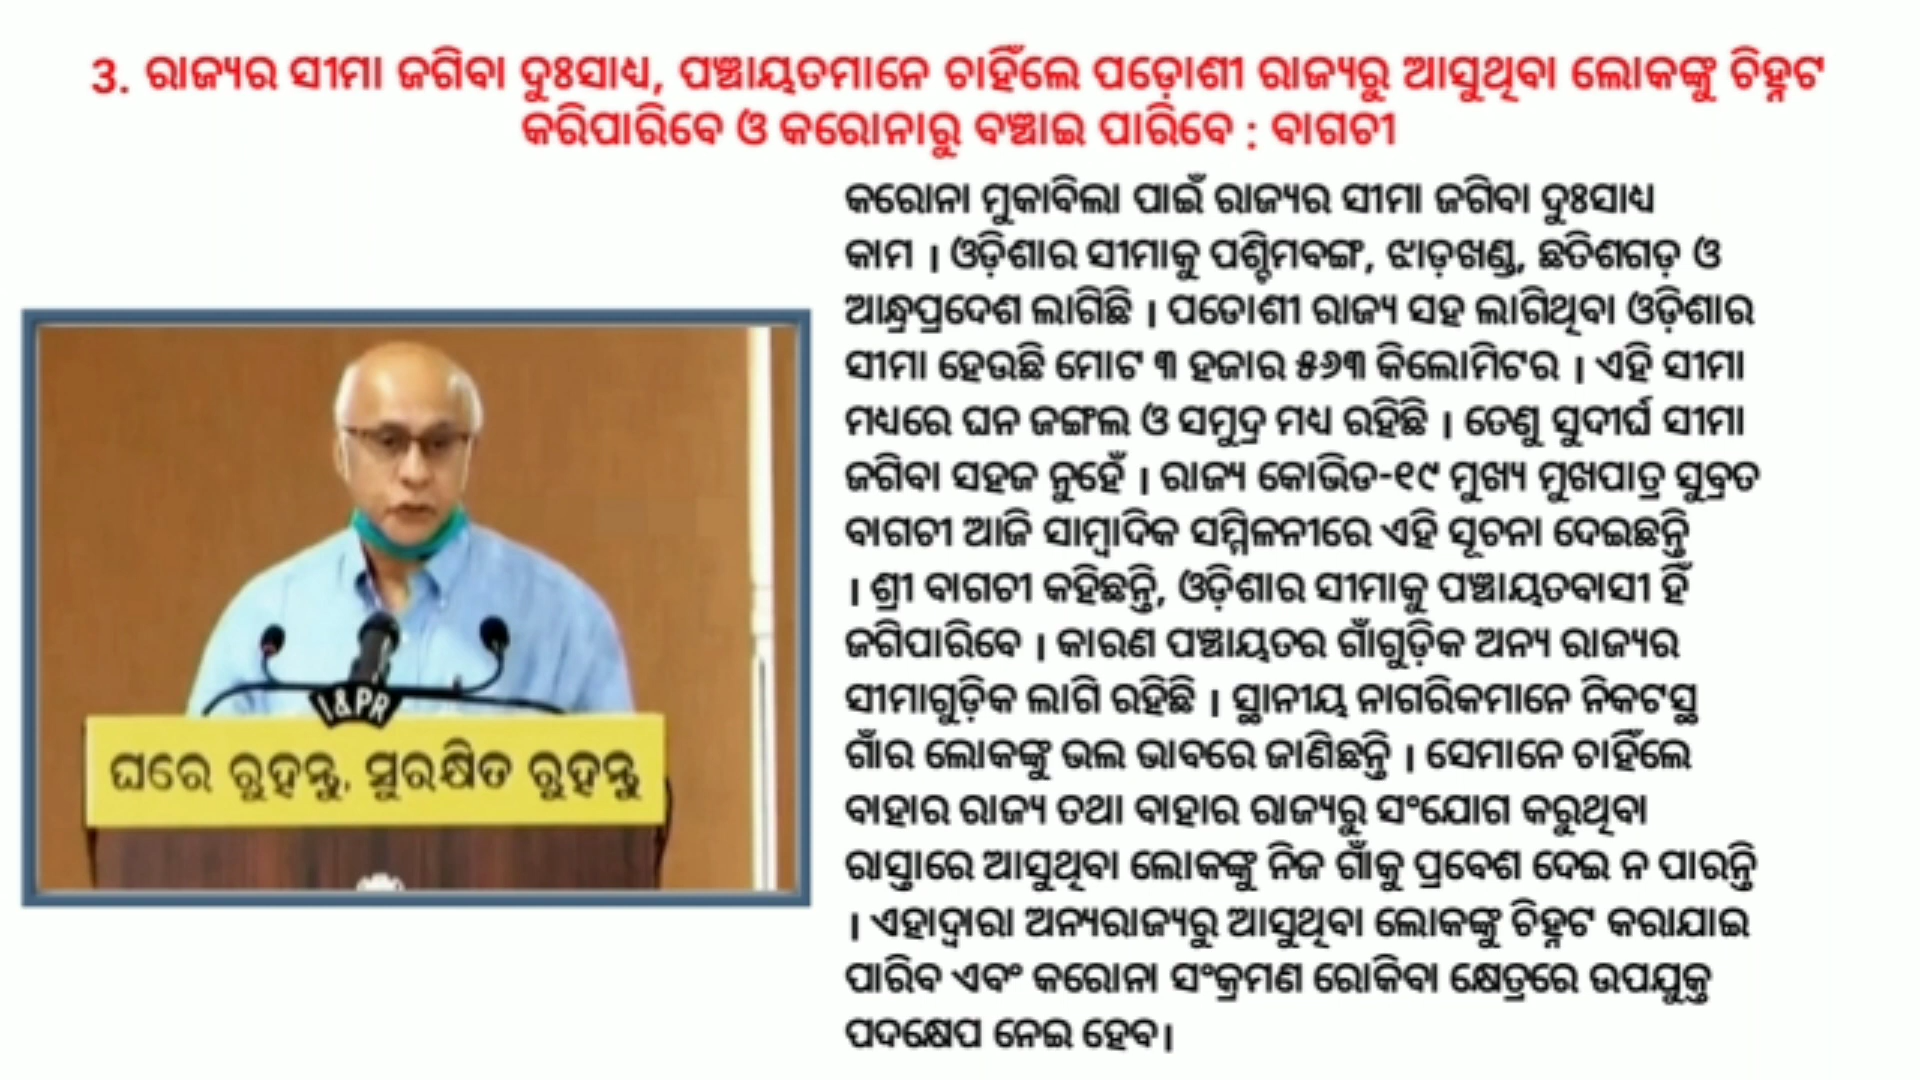 3. ରାଜ୍ୟର ସୀମା ଜଗିବା ଦୁଃସାଧ, ପଞ୍ଚାୟତମାନେ ଚାହିଁଲେ ପଡ଼ୋଶୀ ରାଜ୍ୟରୁ ଆସୁଥିବା ଲୋକଙ୍କୁ ଚିହ୍ନଟ
କରିପାରିବେ ଓ କରୋନାରୁ ବଞ୍ଚାଇ ପାରିବେ : ବାଗଚୀ
କରୋନା ମୁକାବିଲା ପାଇଁ ରାଜ୍ୟର ସୀମା ଜଗିବା ଦୁଃସାଧ
କାମ । ଓଡ଼ିଶାର ସୀମାକୁ ପଶ୍ଚିମବଙ୍ଗ, ଝାଡ଼ଖଣ୍ଡ, ଛତିଶଗଡ଼ ଓ
ଆନ୍ଧ୍ରପ୍ରଦେଶ ଲାଗିଛି । ପଡୋଶୀ ରାଜ୍ୟ ସହ ଲାଗିଥିବା ଓଡ଼ିଶାର
ସୀମା ହେଉଛି ମୋଟ ୩ ହଜାର ୫୬୩ କିଲୋମିଟର । ଏହି ସୀମା
ମଧରେ ଘନ ଜଙ୍ଗଲ ଓ ସମୁଦ୍ର ମଧ ରହିଛି । ତେଣୁ ସୁଦୀର୍ଘ ସୀମା
ଜଗିବା ସହଜ ନୁହେଁ । ରାଜ୍ୟ କୋଭିଡ-୧୯ ମୁଖ୍ୟ ମୁଖପାତ୍ର ସୁବ୍ରତ
ବାଗଚୀ ଆଜି ସାମ୍ବାଦିକ ସମ୍ମିଳନୀରେ ଏହି ସୂଚନା ଦେଇଛନ୍ତି
। ଶ୍ରୀ ବାଗଚୀ କହିଛନ୍ତି, ଓଡ଼ିଶାର ସୀମାକୁ ପଞ୍ଚାୟତବାସୀ ହିଁ
ଜଗିପାରିବେ । କାରଣ ପଞ୍ଚାୟତର ଗାଁଗୁଡ଼ିକ ଅନ୍ୟ ରାଜ୍ୟର
ସୀମାଗୁଡ଼ିକ ଲାଗି ରହିଛି । ସ୍ଥାନୀୟ ନାଗରିକମାନେ ନିକଟସ୍ଥ
ଗାଁର ଲୋକଙ୍କୁ ଭଲ ଭାବରେ ଜାଣିଛନ୍ତି । ସେମାନେ ଚାହିଁଲେ
ବାହାର ରାଜ୍ୟ ତଥା ବାହାର ରାଜ୍ୟରୁ ସଂଯୋଗ କରୁଥିବା
ରାସ୍ତାରେ ଆସୁଥିବା ଲୋକଙ୍କୁ ନିଜ ଗାଁକୁ ପ୍ରବେଶ ଦେଇ ନ ପାରନ୍ତି
। ଏହାଦ୍ୱାରା ଅନ୍ୟରାଜ୍ୟରୁ ଆସୁଥିବା ଲୋକଙ୍କୁ ଚିହ୍ନଟ କରାଯାଇ
ପାରିବ ଏବଂ କରୋନା ସଂକ୍ରମଣ ରୋକିବା କ୍ଷେତ୍ରରେ ଉପଯୁକ୍ତ
ପଦକ୍ଷେପ ନେଇ ହେବ।
I&PR
ଘରେ ରୁହନ୍ତୁ, ସୁରକ୍ଷିତ ରୁହନ୍ତୁ